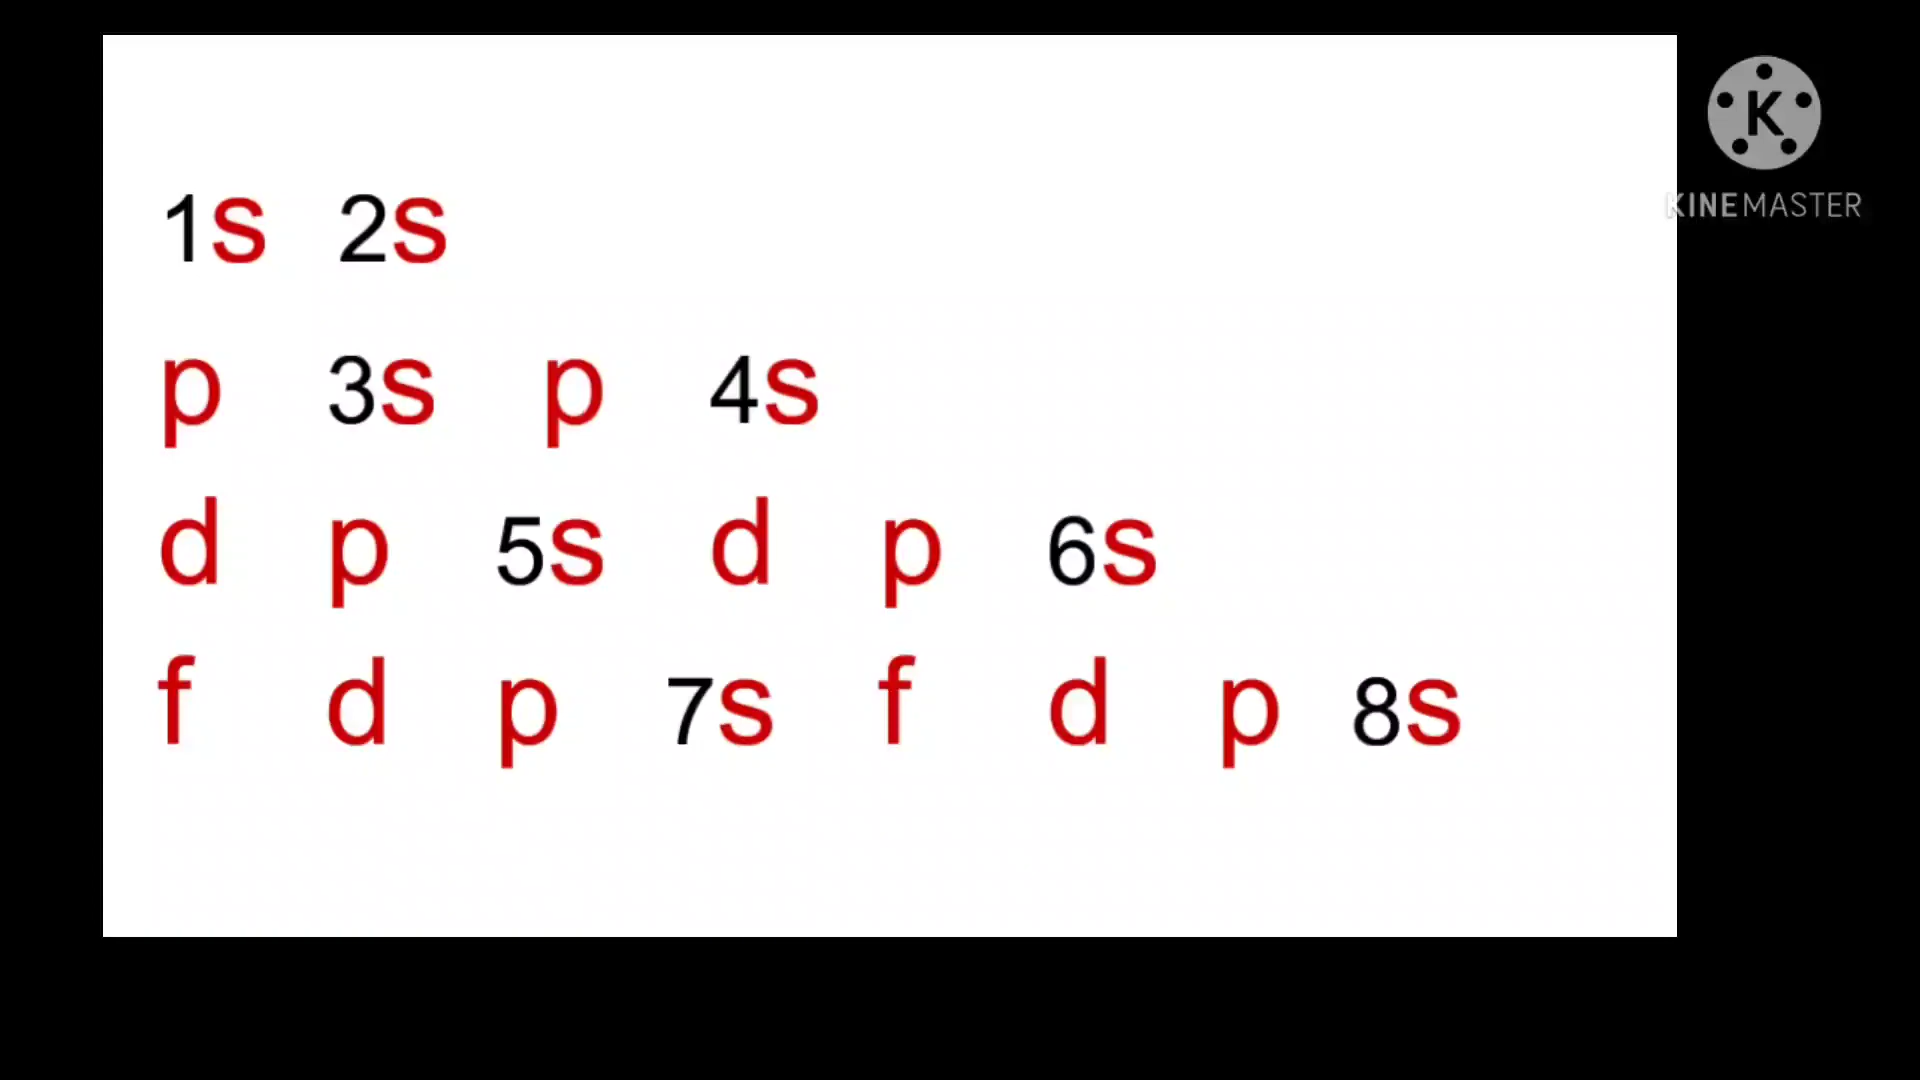 1s 2s
p 3s p 4s
d p 5s d p 6s
f d p 7s f d p 8s
K
KINEMASTER